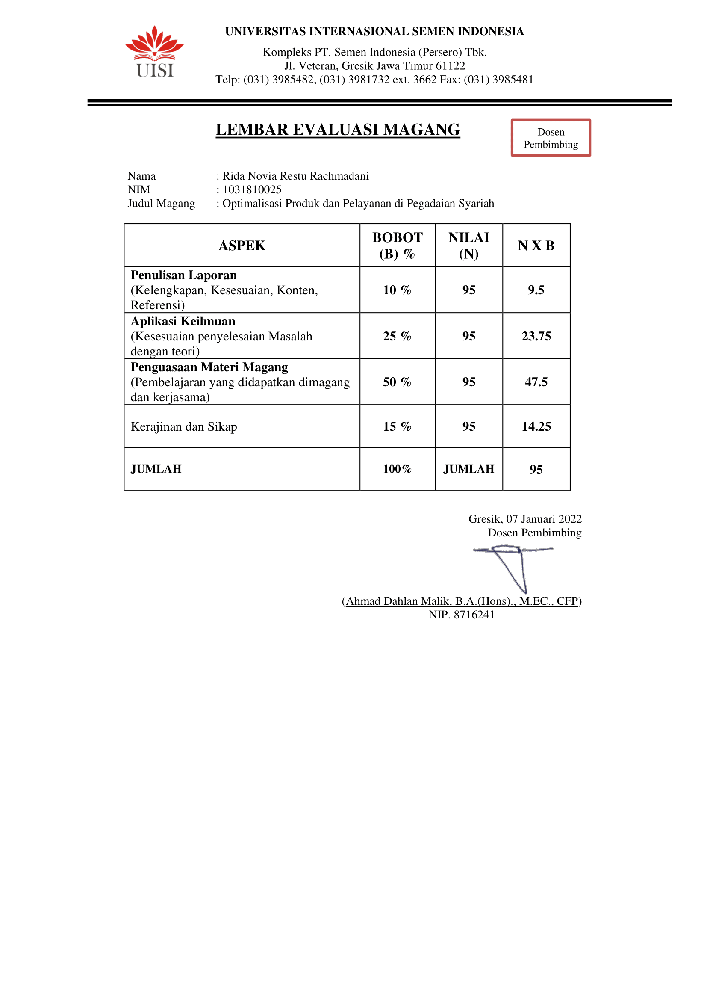 UNIVERSITAS INTERNASIONAL SEMEN INDONESIA
Kompleks PT. Semen Indonesia (Persero) Tbk.
Jl. Veteran, Gresik Jawa Timur 61122
Telp: (031) 3985482, (031) 3981732 ext. 3662 Fax: (031) 3985481
UISI
LEMBAR EVALUASI MAGANG
Dosen
Pembimbing
Nama : Rida Novia Restu Rachmadani
NIM : 1031810025
Judul Magang : Optimalisasi Produk dan Pelayanan di Pegadaian Syariah
ASPEK BOBOT (B) % NILAI (N) N X B
Penulisan Laporan
(Kelengkapan, Kesesuaian, Konten,
Referensi)
10 % 95 9.5
Aplikasi Keilmuan
(Kesesuaian penyelesaian Masalah
dengan teori)
25 % 95 23.75
Penguasaan Materi Magang
(Pembelajaran yang didapatkan dimagang
dan kerjasama)
50 % 95 47.5
Kerajinan dan Sikap 15 % 95 14.25
JUMLAH 100% JUMLAH 95
Gresik, 07 Januari 2022
Dosen Pembimbing
(Ahmad Dahlan Malik, B.A.(Hons)., M.EC., CFP)
NIP. 8716241